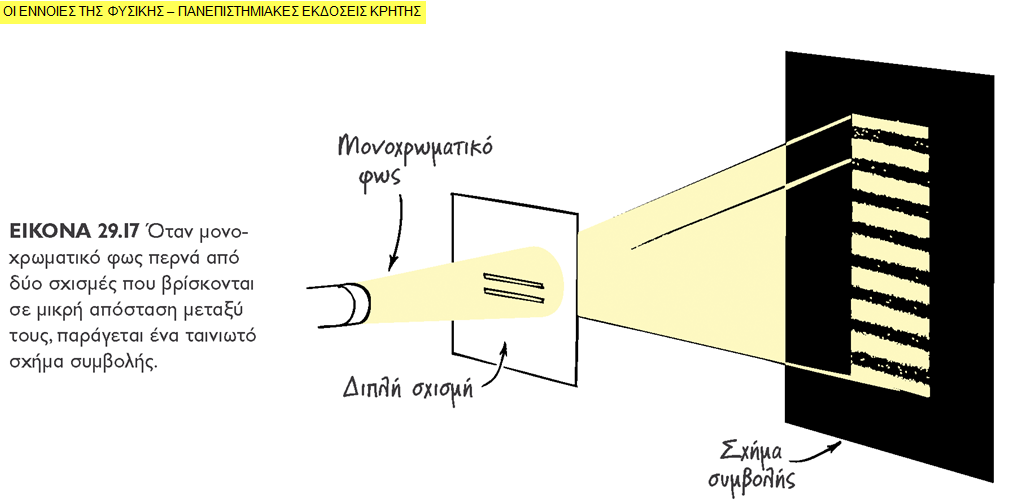 ΟΙ ΕΝΝΟΙΕΣ ΤΗΣ ΦΥΣΙΚΗΣ – ΠΑΝΕΠΙΣΤΗΜΙΑΚΕΣ ΕΚΔΟΣΕΙΣ ΚΡΗΤΗΣ
Μονοχρωματικό
φως
ΕΙΚΟΝΑ 29.17 Όταν μονο-
χρωματικό φως περνά από
δύο σχισμές που βρίσκονται
σε μικρή απόσταση μεταξύ
τους, παράγεται ένα ταινιωτό
σχήμα συμβολής.
Διπλή σχισμή
Σχήμα
συμβολής